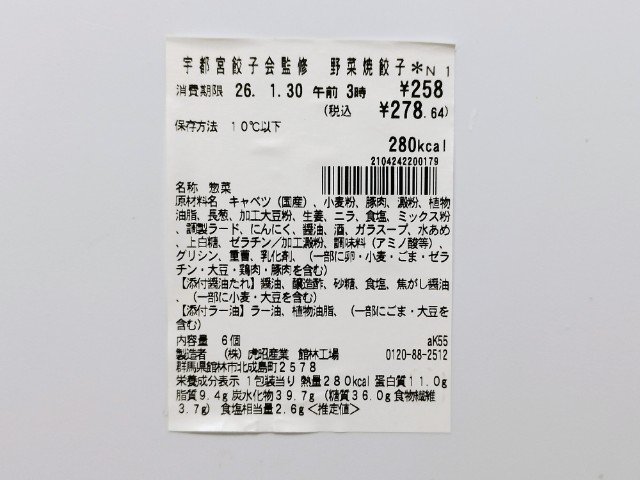 宇都宮餃子会監修　野菜焼餃子＊N 1
消費期限 26. 1.30 午前 3時 ¥258
(税込 ¥278.64)
保存方法 10℃以下
280kcal
2104242200179
名称 惣菜
原材料名 キャベツ（国産）、小麦粉、豚肉、澱粉、植物
油脂、長葱、加工大豆粉、生姜、ニラ、食塩、ミックス粉
、調製ラード、にんにく、醤油、酒、ガラスープ、水あめ
、上白糖、ゼラチン／加工澱粉、調味料（アミノ酸等）、
グリシン、重曹、乳化剤、（一部に卵・小麦・ごま・ゼラ
チン・大豆・鶏肉・豚肉を含む）
【添付醤油たれ】醤油、醸造酢、砂糖、食塩、焦がし醤油
、（一部に小麦・大豆を含む）
【添付ラー油】ラー油、植物油脂、（一部にごま・大豆を
含む）
内容量 6個 aK55
製造者 （株）虎沼産業 館林工場 0120-88-2512
群馬県館林市北成島町2578
栄養成分表示 1包装当り 熱量280kcal 蛋白質11.0g
脂質9.4g 炭水化物39.7g （糖質36.0g 食物繊維
3.7g） 食塩相当量2.6g＜推定値＞